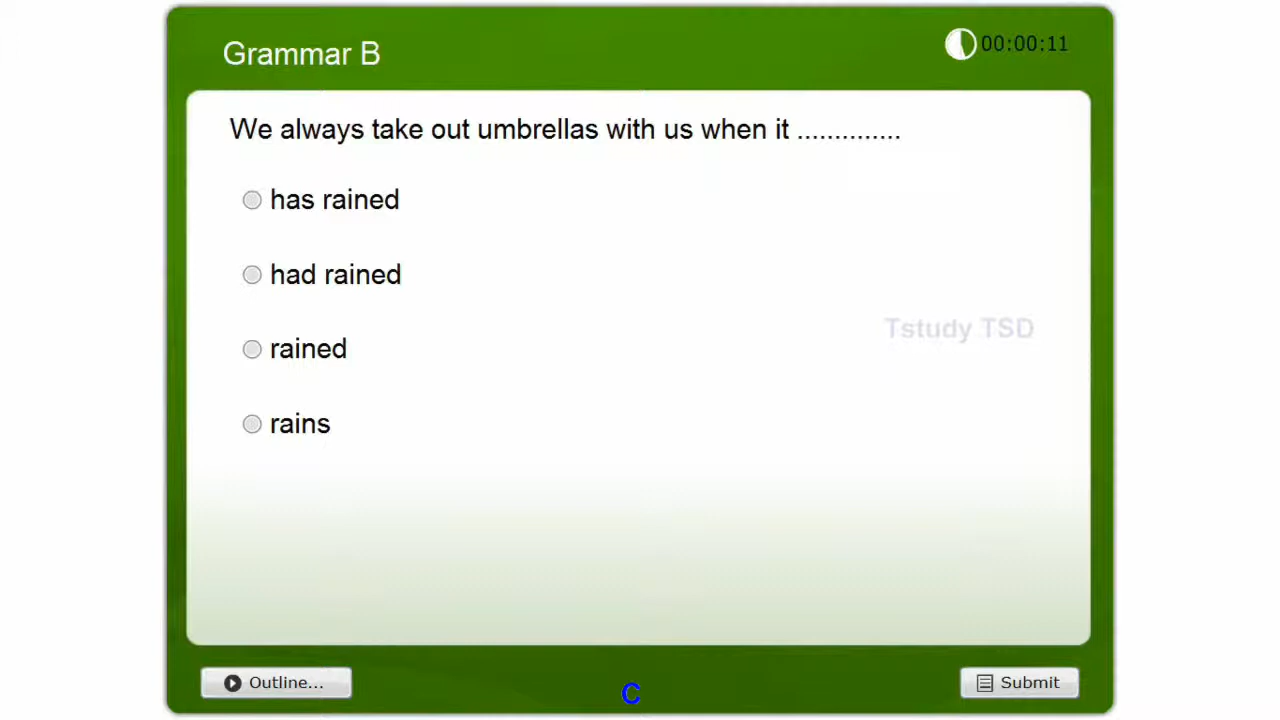 Grammar B
00:00:11
We always take out umbrellas with us when it ..............
has rained
had rained
Tstudy TSD
rained
rains
Outline...
C
Submit